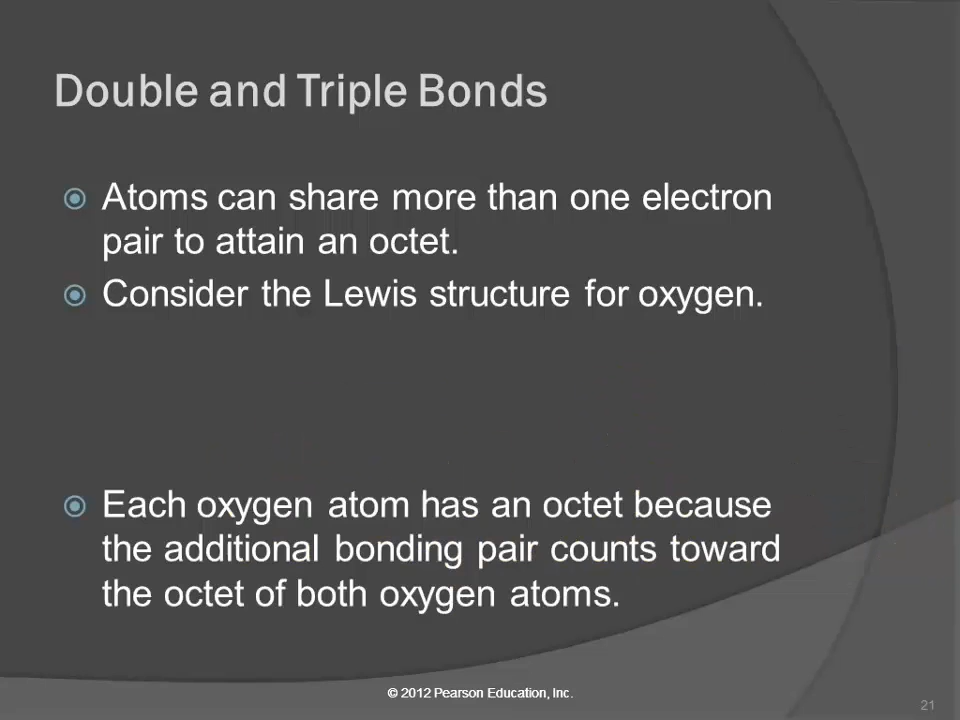 Double and Triple Bonds
Atoms can share more than one electron
pair to attain an octet.
Consider the Lewis structure for oxygen.
Each oxygen atom has an octet because
the additional bonding pair counts toward
the octet of both oxygen atoms.
© 2012 Pearson Education, Inc.
21